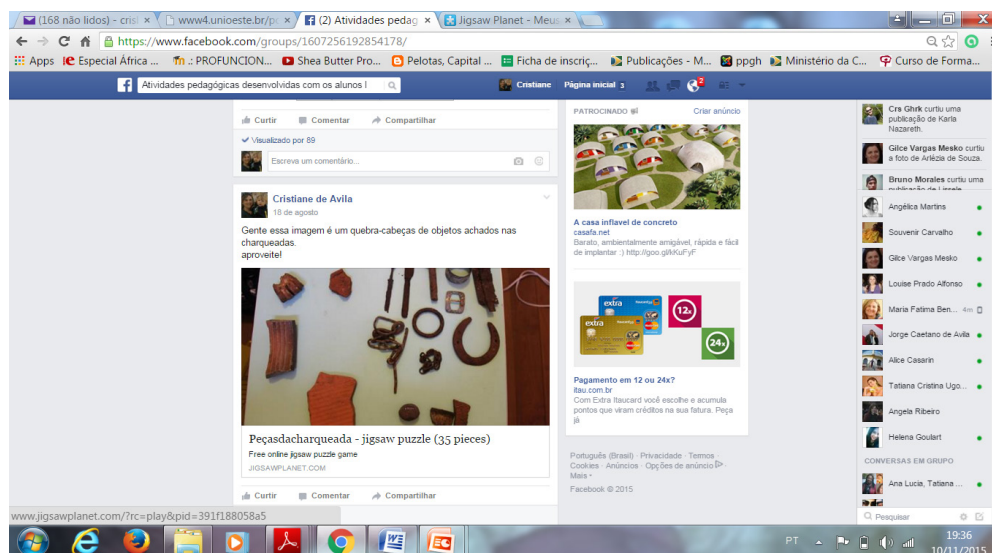 (168 não lidos) - cris
www4.unioeste.br/p
(2) Atividades pedag
Jigsaw Planet - Meus
https://www.facebook.com/groups/1607256192854178/
Apps
Especial África ...
.: PROFUNCION...
Shea Butter Pro...
Pelotas, Capital ...
Ficha de inscriç...
Publicações - M...
ppgh
Ministério da C...
Curso de Forma...
Atividades pedagógicas desenvolvidas com os alunos
Cristiane
Página inicial 3
2
Curtir Comentar Compartilhar
Visualizado por 89
Escreva um comentário...
Cristiane de Avila
18 de agosto
Gente essa imagem é um quebra-cabeças de objetos achados nas
charqueadas.
aproveite!
Peçasdacharqueada - jigsaw puzzle (35 pieces)
Free online jigsaw puzzle game
JIGSAWPLANET.COM
Curtir Comentar Compartilhar
www.jigsawplanet.com/?rc=play&pid=391f188058a5
PATROCINADO
Criar anúncio
A casa inflavel de concreto
casafa.net
Barato, ambientalmente amigável, rápida e fácil
de implantar :) http://goo.gl/kKuFyF
extra
extra
12x
24x
Pagamento em 12 ou 24x?
itau.com.br
Com Extra Itaucard você escolhe e acumula
pontos que viram créditos na sua fatura. Peça
já
Português (Brasil) · Privacidade · Termos ·
Cookies · Anúncios · Opções de anúncio
Mais
Facebook © 2015
Crs Ghrk curtiu uma
publicação de Karla
Nazareth.
Gilce Vargas Mesko curtiu
a foto de Arlézia de Souza.
Bruno Morales curtiu uma
Angélica Martins
Souvenir Carvalho
Gilce Vargas Mesko
Louise Prado Alfonso
Maria Fatima Ben... 4m
Jorge Caetano de Avila
Alice Casarin
Tatiana Cristina Ugo...
Angela Ribeiro
Helena Goulart
CONVERSAS EM GRUPO
Ana Lucia, Tatiana ...
Pesquisar
PT
19:36
10/11/2015